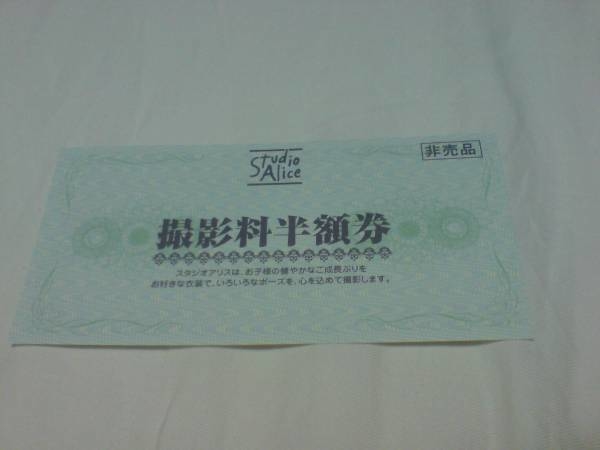 Studio
Alice
非売品
撮影料半額券
スタジオアリスは、お子様の健やかなご成長ぶりを
お好きな衣装で、いろいろなポーズを、心を込めて撮影します。